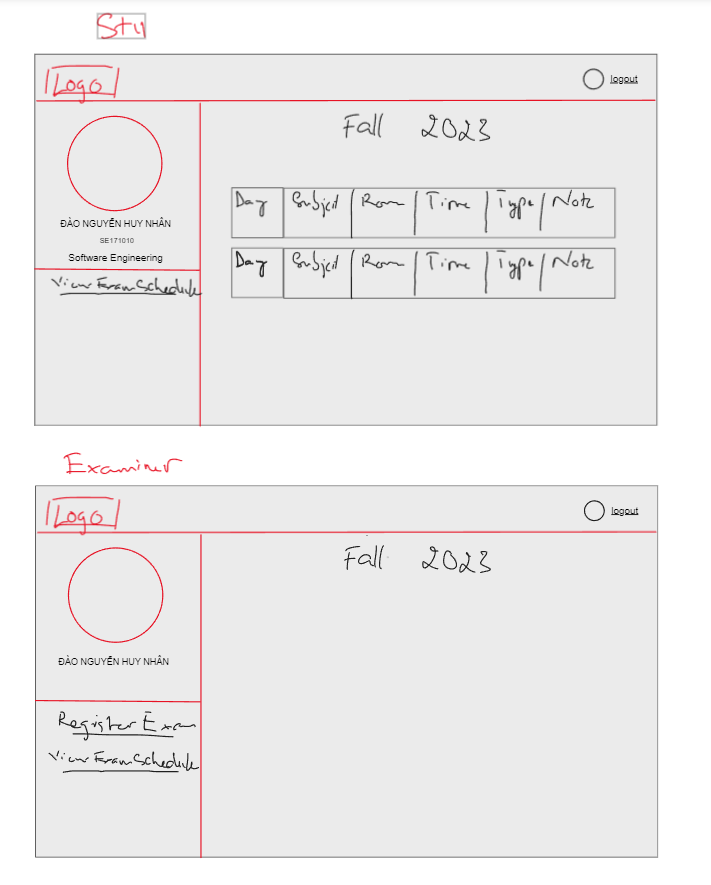 Stu
Logo
logout
Fall 2023
ĐÀO NGUYỄN HUY NHÂN
SE171010
Software Engineering
View Exam Schedule
Day Subject Room Time Type Note
Day Subject Room Time Type Note
Examiner
Logo
logout
Fall 2023
ĐÀO NGUYỄN HUY NHÂN
Register Exam
View Exam Schedule